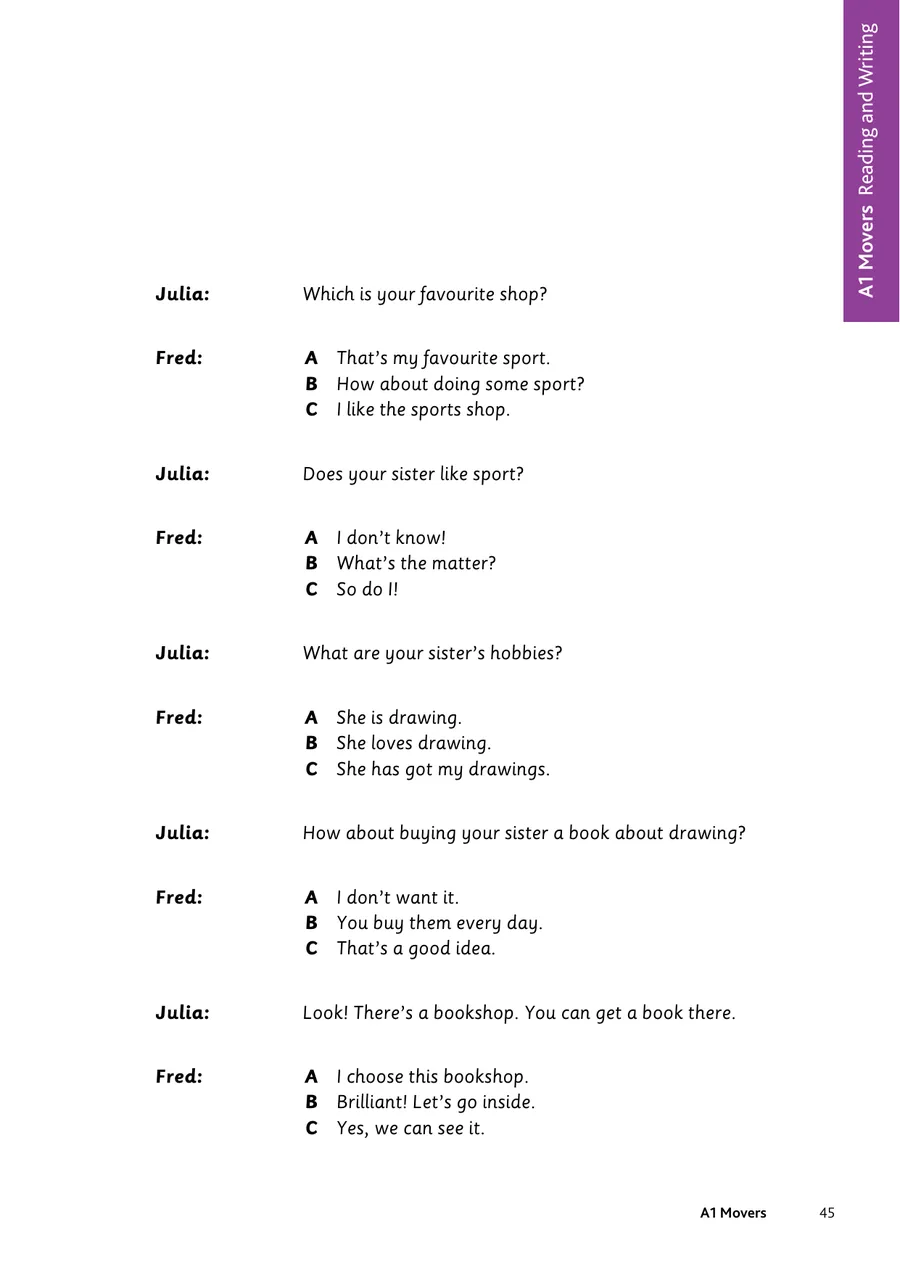 A1 Movers Reading and Writing
Julia: Which is your favourite shop?
Fred: A That's my favourite sport.
B How about doing some sport?
C I like the sports shop.
Julia: Does your sister like sport?
Fred: A I don't know!
B What's the matter?
C So do I!
Julia: What are your sister's hobbies?
Fred: A She is drawing.
B She loves drawing.
C She has got my drawings.
Julia: How about buying your sister a book about drawing?
Fred: A I don't want it.
B You buy them every day.
C That's a good idea.
Julia: Look! There's a bookshop. You can get a book there.
Fred: A I choose this bookshop.
B Brilliant! Let's go inside.
C Yes, we can see it.
A1 Movers 45